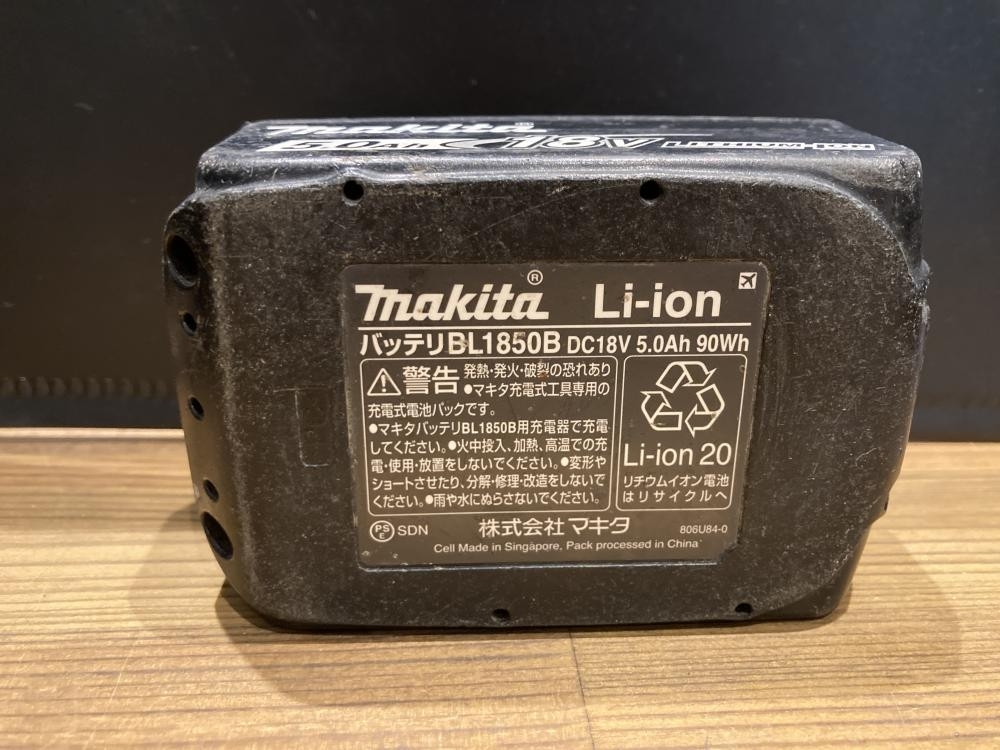 makita
5.0Ah 18V LITHIUM-ION
makita® Li-ion
バッテリBL1850B DC18V 5.0Ah 90Wh
警告 発熱・発火・破裂の恐れあり
●マキタ充電式工具専用の
充電式電池パックです。
●マキタバッテリBL1850B用充電器で充電
してください。●火中投入、加熱、高温での充
電・使用・放置をしないでください。●変形や
ショートさせたり、分解・修理・改造をしないで
ください。●雨や水にぬらさないでください。
Li-ion 20
リチウムイオン電池
はリサイクルへ
PSE SDN 株式会社マキタ 806U84-0
Cell Made in Singapore, Pack processed in China